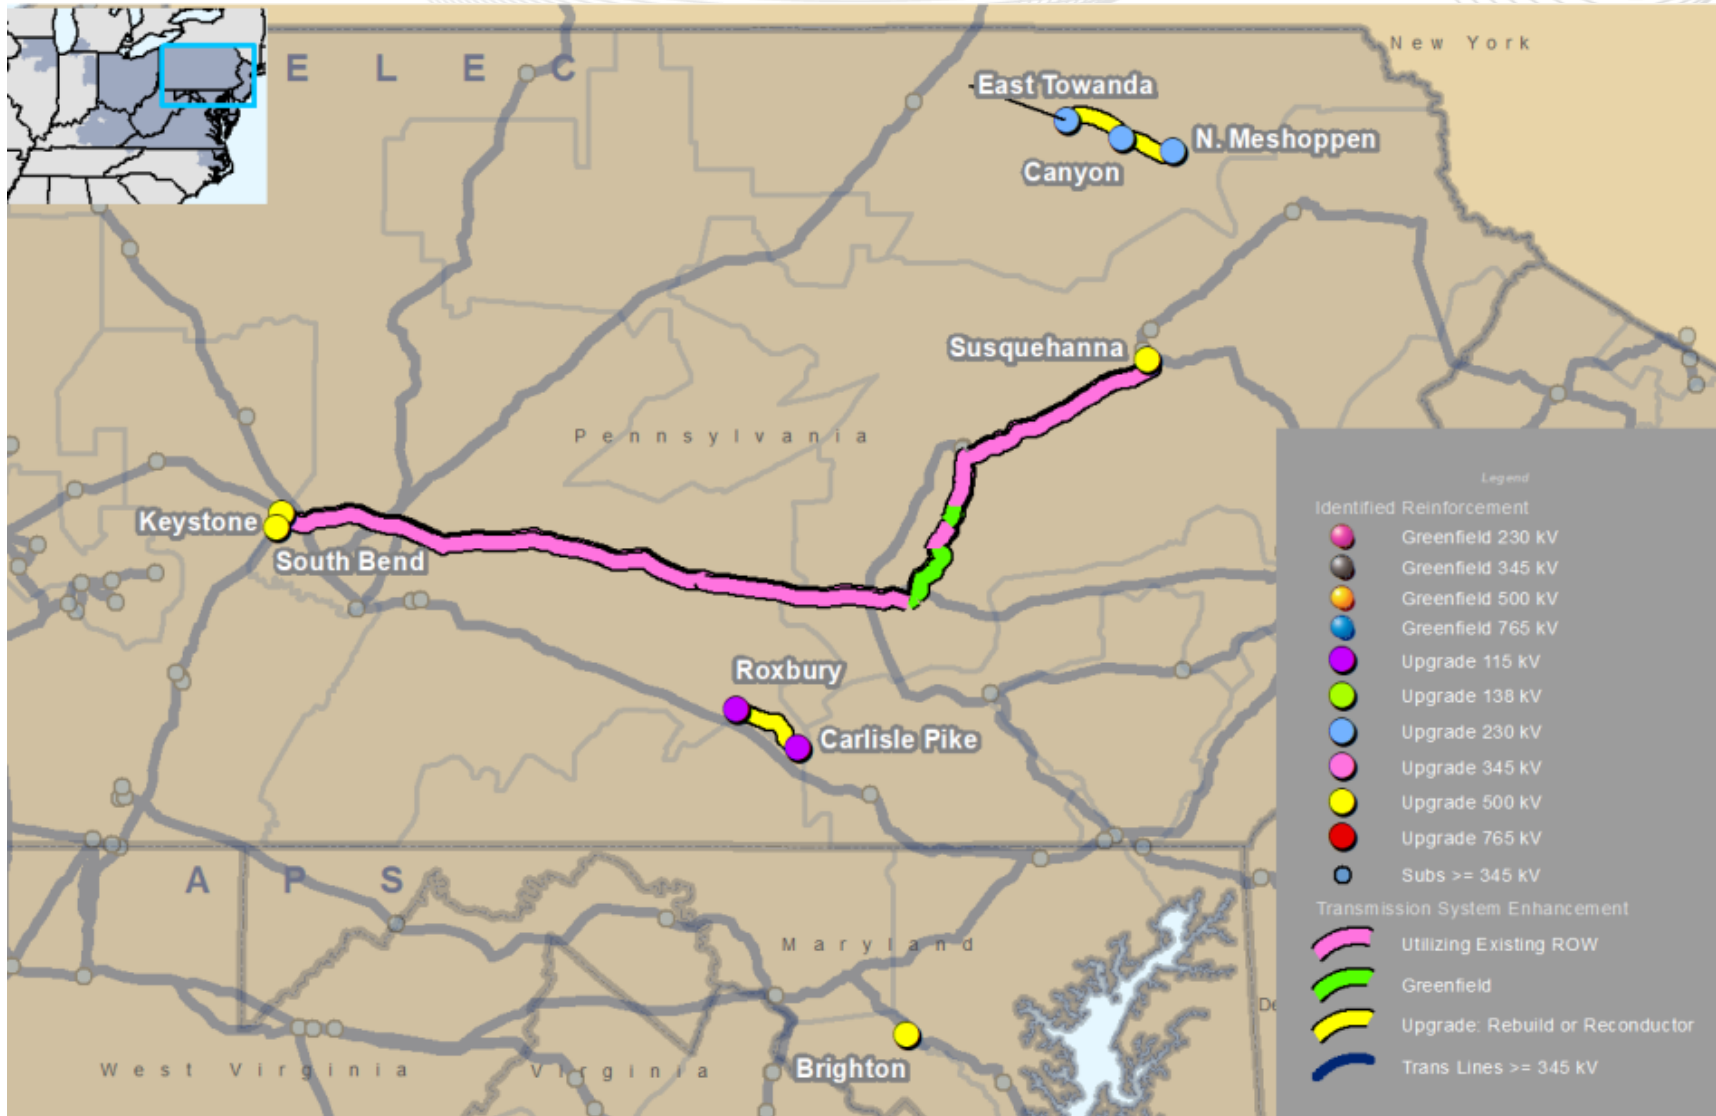 New York
E L E C
East Towanda
N. Meshoppen
Canyon
Susquehanna
Pennsylvania
Keystone
South Bend
Roxbury
Carlisle Pike
A P S
Maryland
De
West Virginia
Virginia
Brighton
Legend
Identified Reinforcement
Greenfield 230 kV
Greenfield 345 kV
Greenfield 500 kV
Greenfield 765 kV
Upgrade 115 kV
Upgrade 138 kV
Upgrade 230 kV
Upgrade 345 kV
Upgrade 500 kV
Upgrade 765 kV
Subs >= 345 kV
Transmission System Enhancement
Utilizing Existing ROW
Greenfield
Upgrade: Rebuild or Reconductor
Trans Lines >= 345 kV